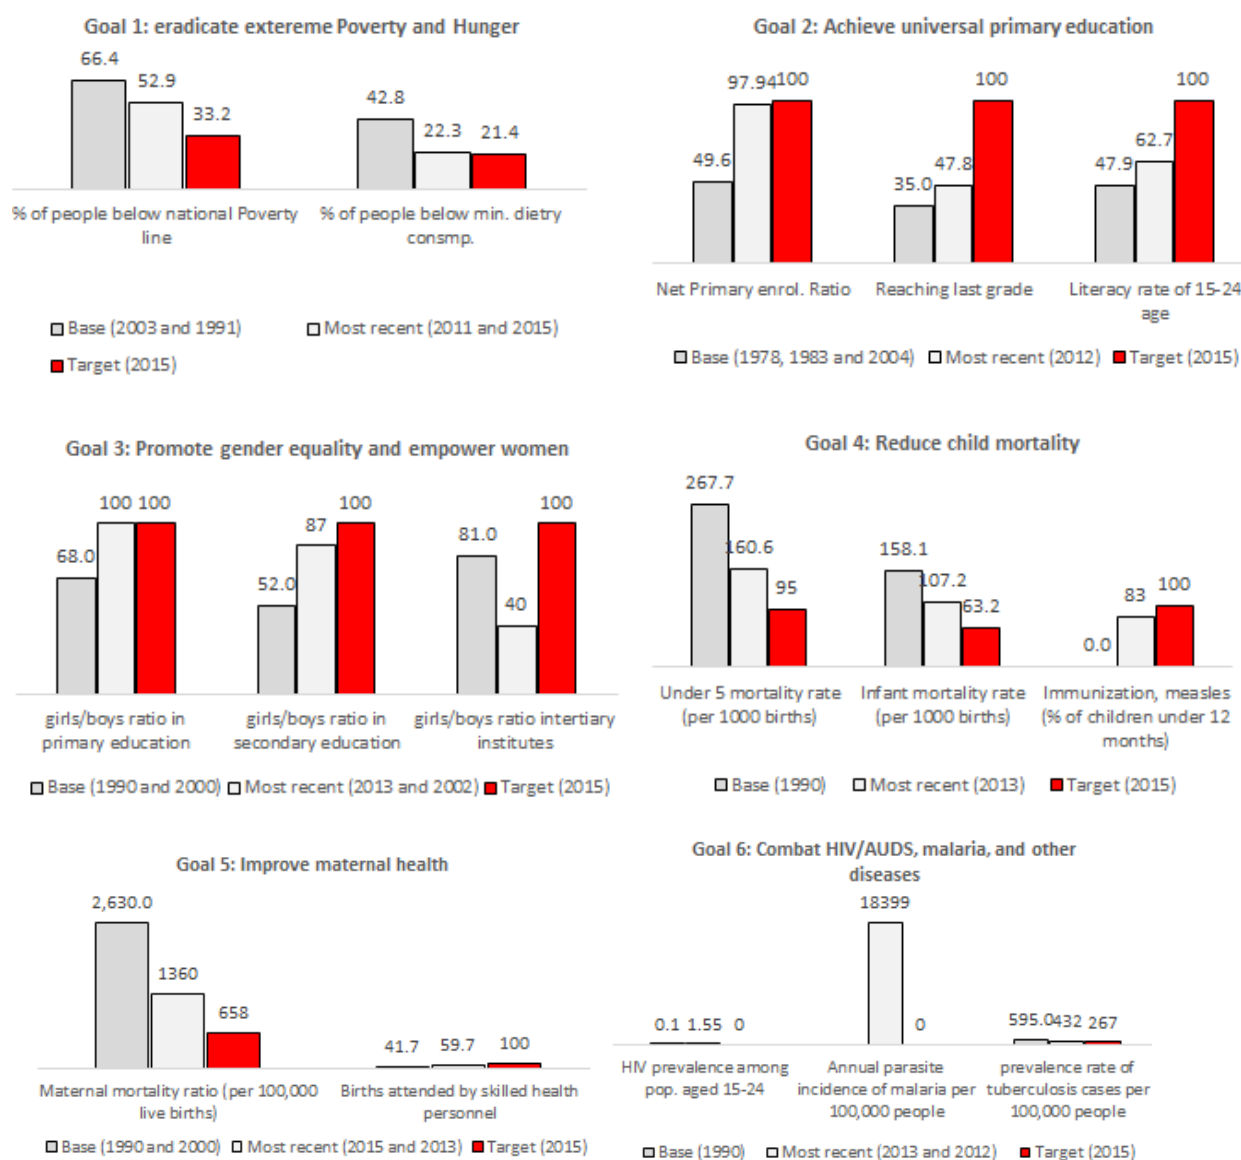 Goal 1: eradicate extereme Poverty and Hunger
66.4
52.9
33.2
42.8
22.3
21.4
% of people below national Poverty
line
% of people below min. dietry
consmp.
Base (2003 and 1991)
Most recent (2011 and 2015)
Target (2015)
Goal 2: Achieve universal primary education
49.6
97.94
100
35.0
47.8
100
47.9
62.7
100
Net Primary enrol. Ratio
Reaching last grade
Literacy rate of 15-24
age
Base (1978, 1983 and 2004)
Most recent (2012)
Target (2015)
Goal 3: Promote gender equality and empower women
68.0
100
100
52.0
87
100
81.0
40
100
girls/boys ratio in
primary education
girls/boys ratio in
secondary education
girls/boys ratio intertiary
institutes
Base (1990 and 2000)
Most recent (2013 and 2002)
Target (2015)
Goal 4: Reduce child mortality
267.7
160.6
95
158.1
107.2
63.2
0.0
83
100
Under 5 mortality rate
(per 1000 births)
Infant mortality rate
(per 1000 births)
Immunization, measles
(% of children under 12
months)
Base (1990)
Most recent (2013)
Target (2015)
Goal 5: Improve maternal health
2,630.0
1360
658
41.7
59.7
100
Maternal mortality ratio (per 100,000
live births)
Births attended by skilled health
personnel
Base (1990 and 2000)
Most recent (2015 and 2013)
Target (2015)
Goal 6: Combat HIV/AUDS, malaria, and other
diseases
0.1
1.55
0
18399
0
595.0
432
267
HIV prevalence among
pop. aged 15-24
Annual parasite
incidence of malaria per
100,000 people
prevalence rate of
tuberculosis cases per
100,000 people
Base (1990)
Most recent (2013 and 2012)
Target (2015)